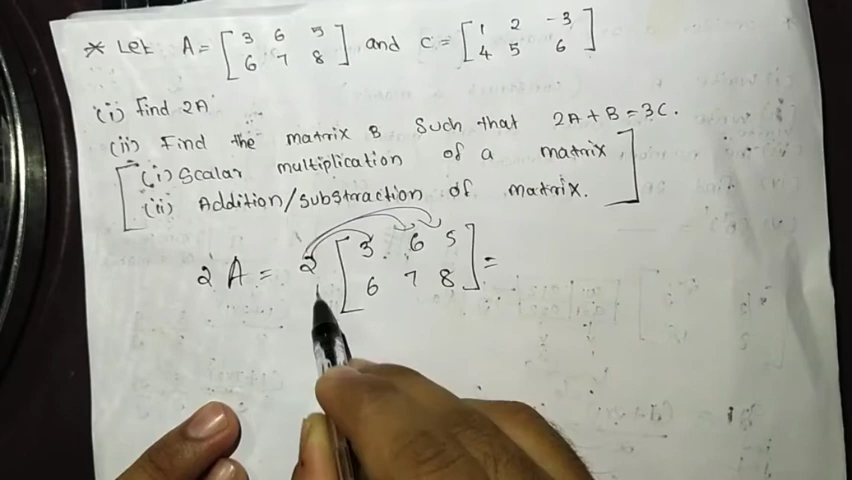 * Let A = [ 3 6 5 ] and C = [ 1 2 -3 ]
6 7 8 4 5 6
(i) Find 2A
(ii) Find the matrix B Such that 2A + B = 3C.
[ (i) Scalar multiplication of a matrix ]
(ii) Addition/substraction of matrix.
2 A = 2 [ 3 6 5 ] =
6 7 8